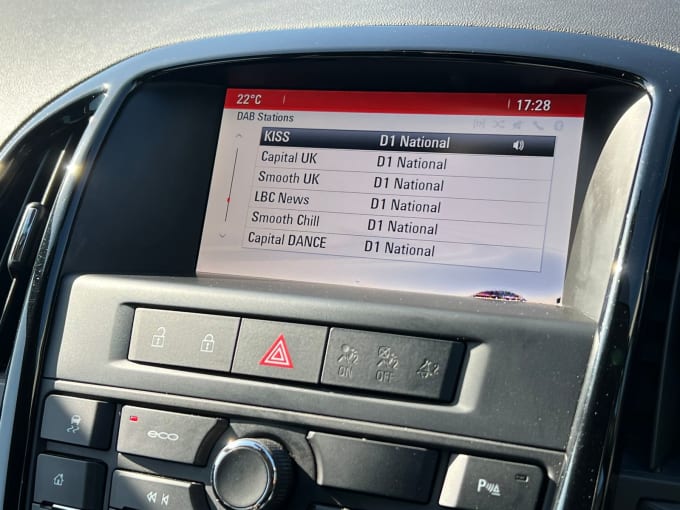 22°C 17:28
DAB Stations
KISS D1 National
Capital UK D1 National
Smooth UK D1 National
LBC News D1 National
Smooth Chill D1 National
Capital DANCE D1 National
ON OFF
eco
P